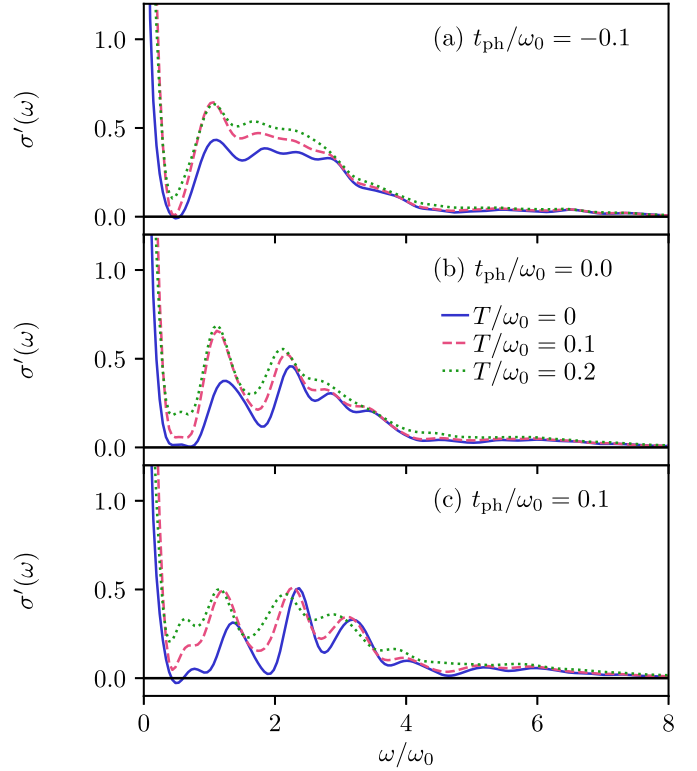 (a) t_ph/ω_0 = −0.1
σ′(ω)
1.0
0.5
0.0
(b) t_ph/ω_0 = 0.0
T/ω_0 = 0
T/ω_0 = 0.1
T/ω_0 = 0.2
σ′(ω)
1.0
0.5
0.0
(c) t_ph/ω_0 = 0.1
σ′(ω)
1.0
0.5
0.0
0 2 4 6 8
ω/ω_0